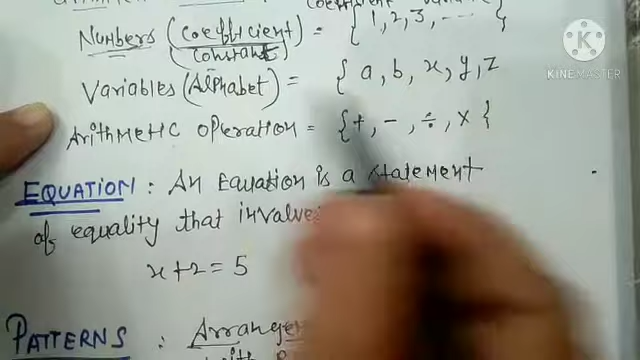 Numbers (Coefficient) = { 1, 2, 3, ---- }
(Constant)
Variables (Alphabet) = { a, b, x, y, z
Arithmetic operation = {+, -, ÷, × }
EQUATION : An Equation is a statement
of equality that involves
x+2 = 5
PATTERNS :
KINEMASTER